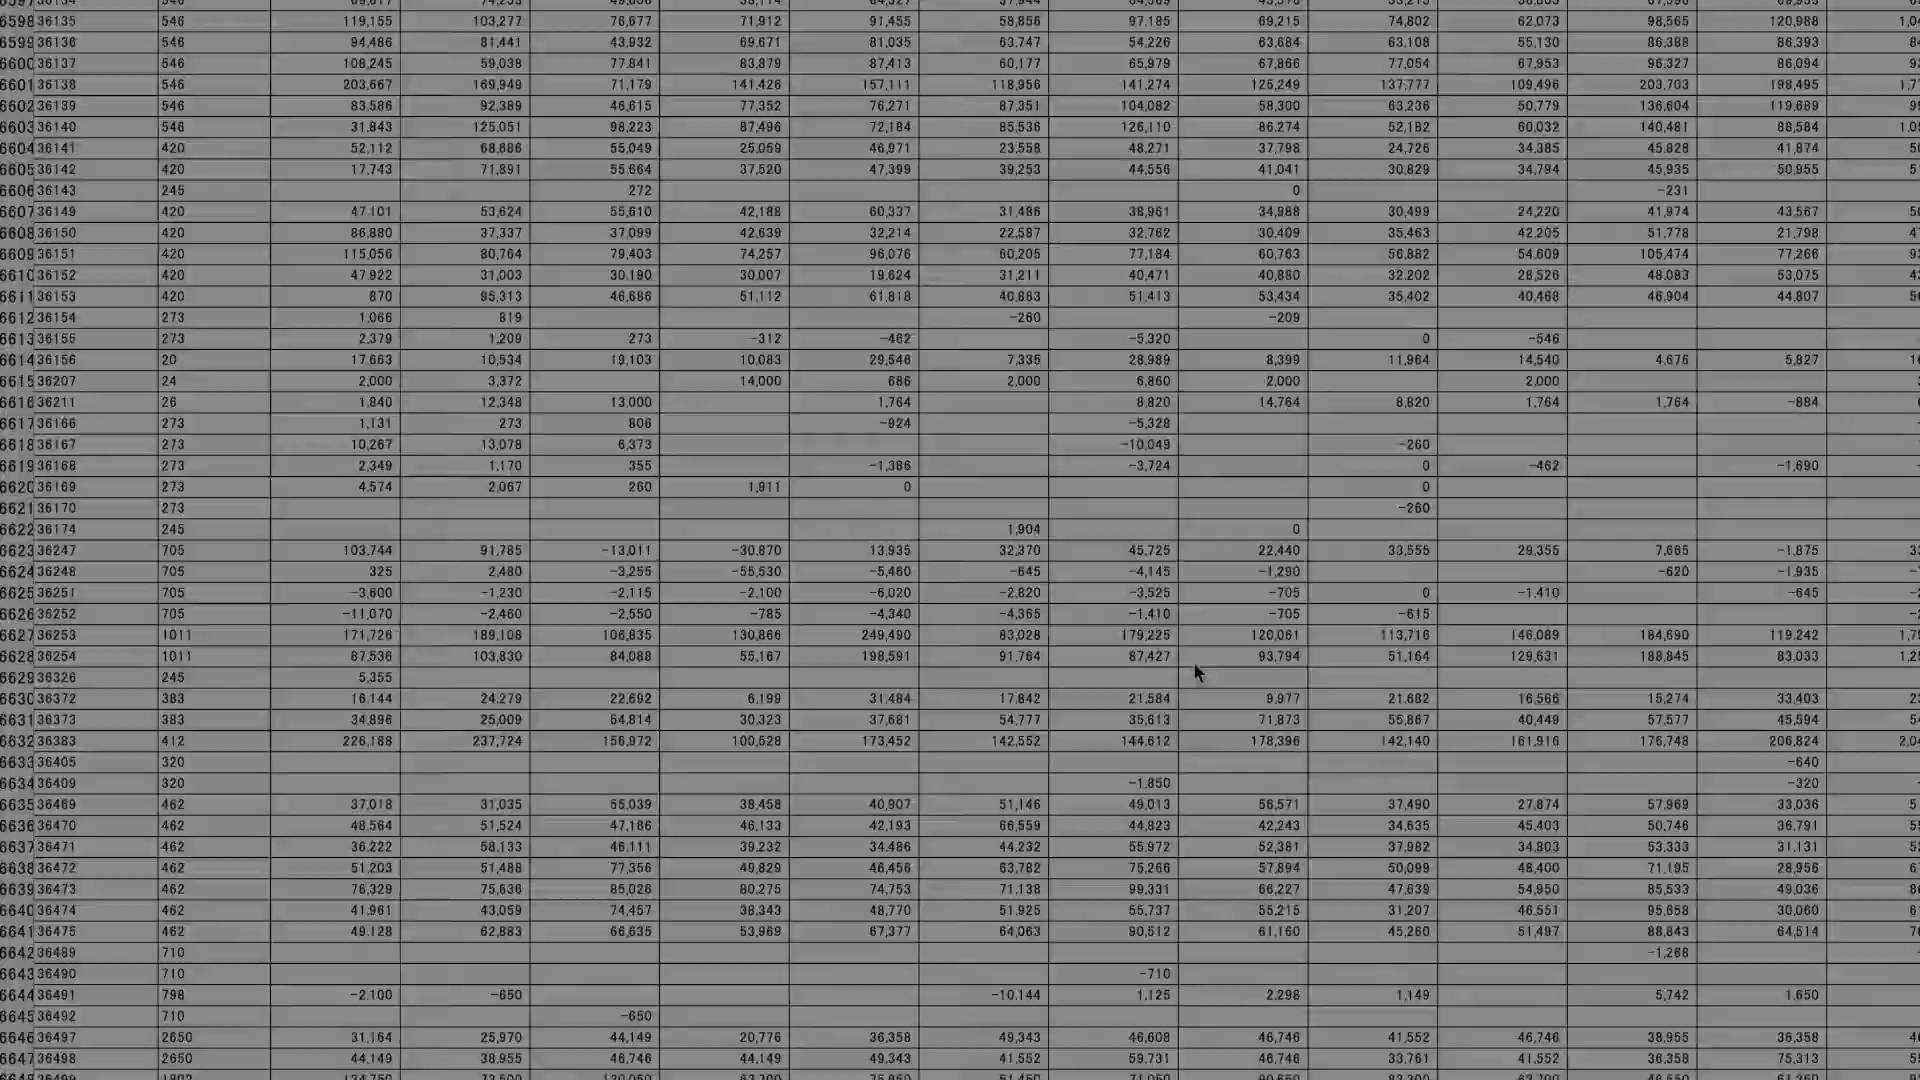 6598 36135 546 119,155 103,277 76,677 71,912 91,455 58,856 97,185 69,215 74,802 62,073 98,565 120,988
6599 36136 546 94,486 81,441 43,932 69,671 81,035 63,747 54,226 63,684 63,108 55,130 86,388 86,393
6600 36137 546 108,245 59,038 77,841 83,879 87,413 60,177 65,979 67,866 77,054 67,953 96,327 86,094
6601 36138 546 203,667 169,949 71,179 141,426 157,111 118,956 141,274 125,249 137,777 109,496 203,703 198,495
6602 36139 546 83,586 92,389 46,615 77,352 76,271 87,351 104,082 58,300 63,236 50,779 136,604 119,689
6603 36140 546 31,843 125,051 98,223 87,496 72,184 85,536 126,110 86,274 52,182 60,032 140,481 88,584
6604 36141 420 52,112 68,886 55,049 25,059 46,971 23,558 48,271 37,798 24,726 34,385 45,828 41,874
6605 36142 420 17,743 71,891 55,664 37,520 47,399 39,253 44,556 41,041 30,829 34,794 45,935 50,955
6606 36143 245 272 0 -231
6607 36149 420 47,101 53,624 55,610 42,188 60,337 31,486 38,961 34,988 30,499 24,220 41,974 43,567
6608 36150 420 86,880 37,337 37,099 42,639 32,214 22,587 32,762 30,409 35,463 42,205 51,778 21,798
6609 36151 420 115,056 80,764 79,403 74,257 96,076 60,205 77,184 60,763 56,882 54,609 105,474 77,266
6610 36152 420 47,922 31,003 30,190 30,007 19,624 31,211 40,471 40,880 32,202 28,526 48,083 53,075
6611 36153 420 870 95,313 46,686 51,112 61,818 40,883 51,413 53,434 35,402 40,468 46,904 44,807
6612 36154 273 1,066 819 -260 -209
6613 36155 273 2,379 1,209 273 -312 -462 -5,320 0 -546
6614 36156 20 17,663 10,534 19,103 10,083 29,546 7,335 28,989 8,399 11,964 14,540 4,676 5,827
6615 36207 24 2,000 3,372 14,000 686 2,000 6,860 2,000 2,000
6616 36211 26 1,840 12,348 13,000 1,764 8,820 14,764 8,820 1,764 1,764 -884
6617 36166 273 1,131 273 806 -924 -5,328
6618 36167 273 10,267 13,078 6,373 -10,049 -260
6619 36168 273 2,349 1,170 355 -1,386 -3,724 0 -462 -1,690
6620 36169 273 4,574 2,067 260 1,911 0 0
6621 36170 273 -260
6622 36174 245 1,904 0
6623 36247 705 103,744 91,785 -13,011 -30,870 13,935 32,370 45,725 22,440 33,555 29,355 7,665 -1,875
6624 36248 705 325 2,480 -3,255 -55,530 -5,460 -645 -4,145 -1,290 -620 -1,935
6625 36251 705 -3,600 -1,230 -2,115 -2,100 -6,020 -2,820 -3,525 -705 0 -1,410 -645
6626 36252 705 -11,070 -2,460 -2,550 -785 -4,340 -4,365 -1,410 -705 -615
6627 36253 1011 171,726 189,108 106,835 130,866 249,490 83,028 179,225 120,061 113,716 146,089 184,690 119,242
6628 36254 1011 87,536 103,830 84,088 55,167 198,591 91,764 87,427 93,794 51,164 129,631 188,845 83,033
6629 36326 245 5,355
6630 36372 383 16,144 24,279 22,692 6,199 31,484 17,842 21,584 9,977 21,682 16,566 15,274 33,403
6631 36373 383 34,896 25,009 54,814 30,323 37,681 54,777 35,613 71,873 55,867 40,449 57,577 45,594
6632 36383 412 226,188 237,724 156,972 100,528 173,452 142,552 144,612 178,396 142,140 161,916 176,748 206,824
6633 36405 320 -640
6634 36409 320 -1,850 -320
6635 36469 462 37,018 31,035 55,039 38,458 40,907 51,146 49,013 56,571 37,490 27,874 57,969 33,036
6636 36470 462 48,564 51,524 47,186 46,133 42,193 66,559 44,823 42,243 34,635 45,403 50,746 36,791
6637 36471 462 36,222 58,133 46,111 39,232 34,486 44,232 55,972 52,381 37,982 34,803 53,333 31,131
6638 36472 462 51,203 51,488 77,356 49,829 46,456 63,782 75,266 57,894 50,099 48,400 71,195 28,956
6639 36473 462 76,329 75,636 85,026 80,275 74,753 71,138 99,331 66,227 47,639 54,950 85,533 49,036
6640 36474 462 41,961 43,059 74,457 38,343 48,770 51,925 55,737 55,215 31,207 46,551 95,658 30,060
6641 36475 462 49,128 62,883 66,635 53,969 67,377 64,063 90,512 61,160 45,260 51,497 88,843 64,514
6642 36489 710 -1,268
6643 36490 710 -710
6644 36491 798 -2,100 -650 -10,144 1,125 2,298 1,149 5,742 1,650
6645 36492 710 -650
6646 36497 2650 31,164 25,970 44,149 20,776 36,358 49,343 46,608 46,746 41,552 46,746 38,955 36,358
6647 36498 2650 44,149 38,955 46,746 44,149 49,343 41,552 59,731 46,746 33,761 41,552 36,358 75,313